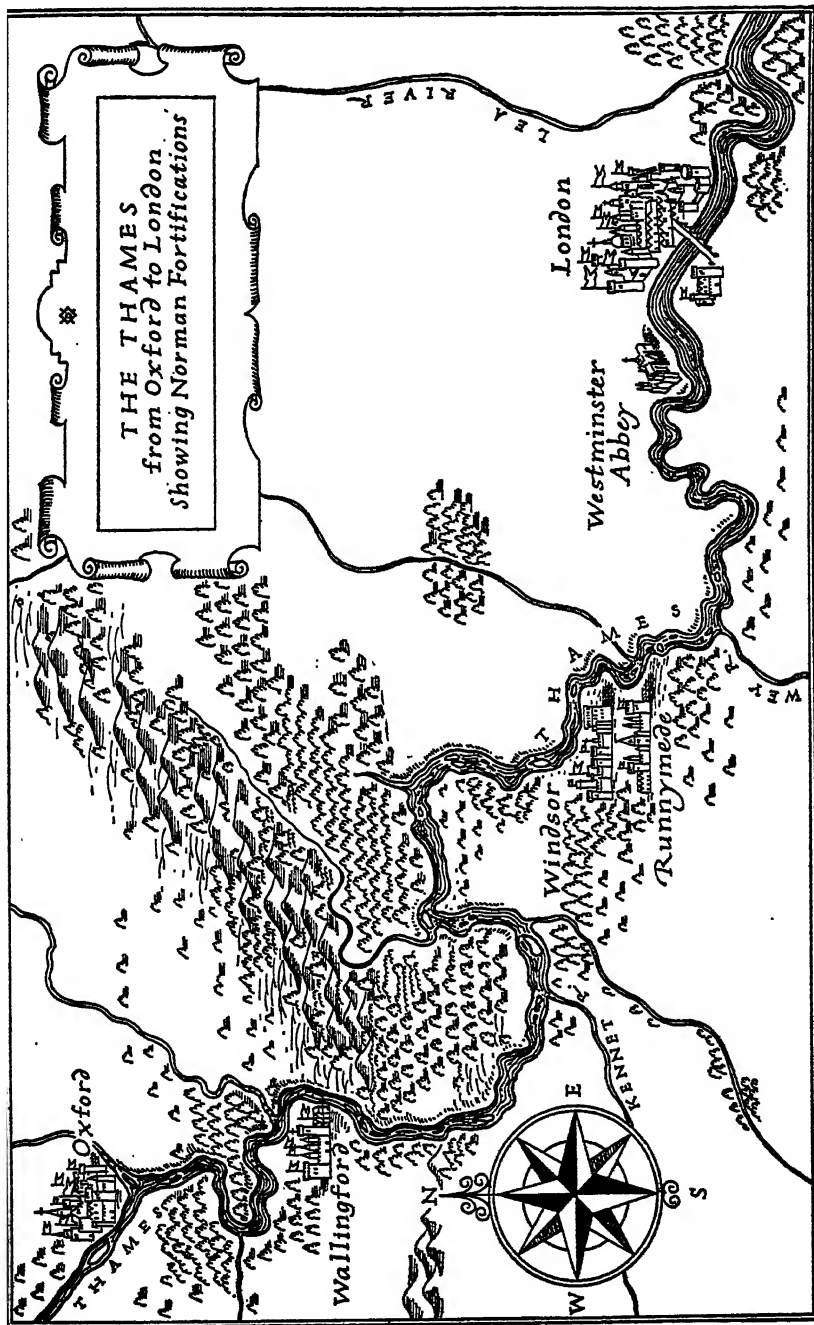 THE THAMES
from Oxford to London
Showing Norman Fortifications
LEA RIVER
Oxford
THAMES
London
Westminster
Abbey
Wallingford
THAMES
Windsor
Runnymede
WEY R
KENNET R
N
W
E
S